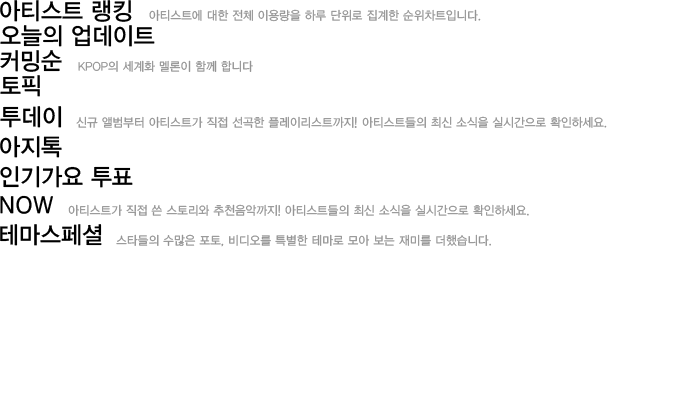 아티스트 랭킹 아티스트에 대한 전체 이용량을 하루 단위로 집계한 순위차트입니다.
오늘의 업데이트
커밍순 KPOP의 세계화 멜론이 함께 합니다
토픽
투데이 신규 앨범부터 아티스트가 직접 선곡한 플레이리스트까지! 아티스트들의 최신 소식을 실시간으로 확인하세요.
아지톡
인기가요 투표
NOW 아티스트가 직접 쓴 스토리와 추천음악까지! 아티스트들의 최신 소식을 실시간으로 확인하세요.
테마스페셜 스타들의 수많은 포토, 비디오를 특별한 테마로 모아 보는 재미를 더했습니다.